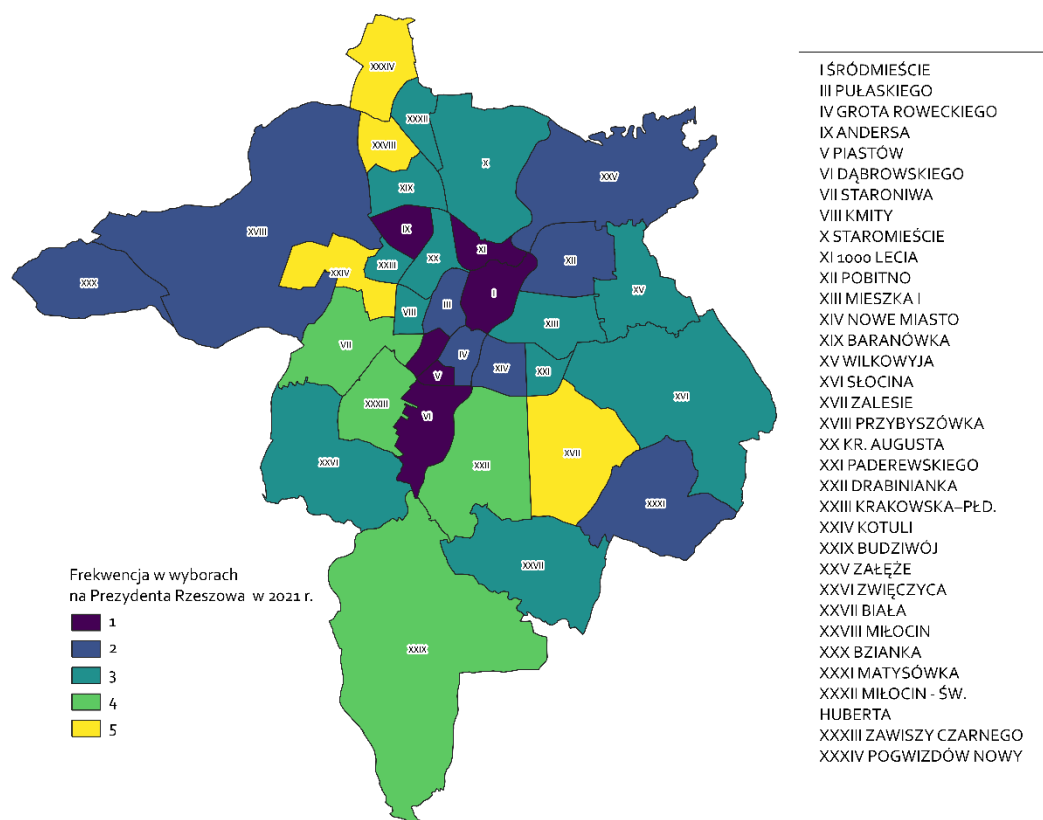 XXXIV
XXXII
XXVIII
X
XXV
XIX
IX
XI
XVIII
XX
XXIII
XII
XXIV
XV
XXX
I
III
VIII
XIII
VII
IV
XIV
XXI
V
XVI
XXXIII
VI
XXII
XVII
XXVI
XXXI
XXVII
XXIX
Frekwencja w wyborach
na Prezydenta Rzeszowa w 2021 r.
1
2
3
4
5
I ŚRÓDMIEŚCIE
III PUŁASKIEGO
IV GROTA ROWECKIEGO
IX ANDERSA
V PIASTÓW
VI DĄBROWSKIEGO
VII STARONIWA
VIII KMITY
X STAROMIEŚCIE
XI 1000 LECIA
XII POBITNO
XIII MIESZKA I
XIV NOWE MIASTO
XIX BARANÓWKA
XV WILKOWYJA
XVI SŁOCINA
XVII ZALESIE
XVIII PRZYBYSZÓWKA
XX KR. AUGUSTA
XXI PADEREWSKIEGO
XXII DRABINIANKA
XXIII KRAKOWSKA–PŁD.
XXIV KOTULI
XXIX BUDZIWÓJ
XXV ZAŁĘŻE
XXVI ZWIĘCZYCA
XXVII BIAŁA
XXVIII MIŁOCIN
XXX BZIANKA
XXXI MATYSÓWKA
XXXII MIŁOCIN - ŚW.
HUBERTA
XXXIII ZAWISZY CZARNEGO
XXXIV POGWIZDÓW NOWY